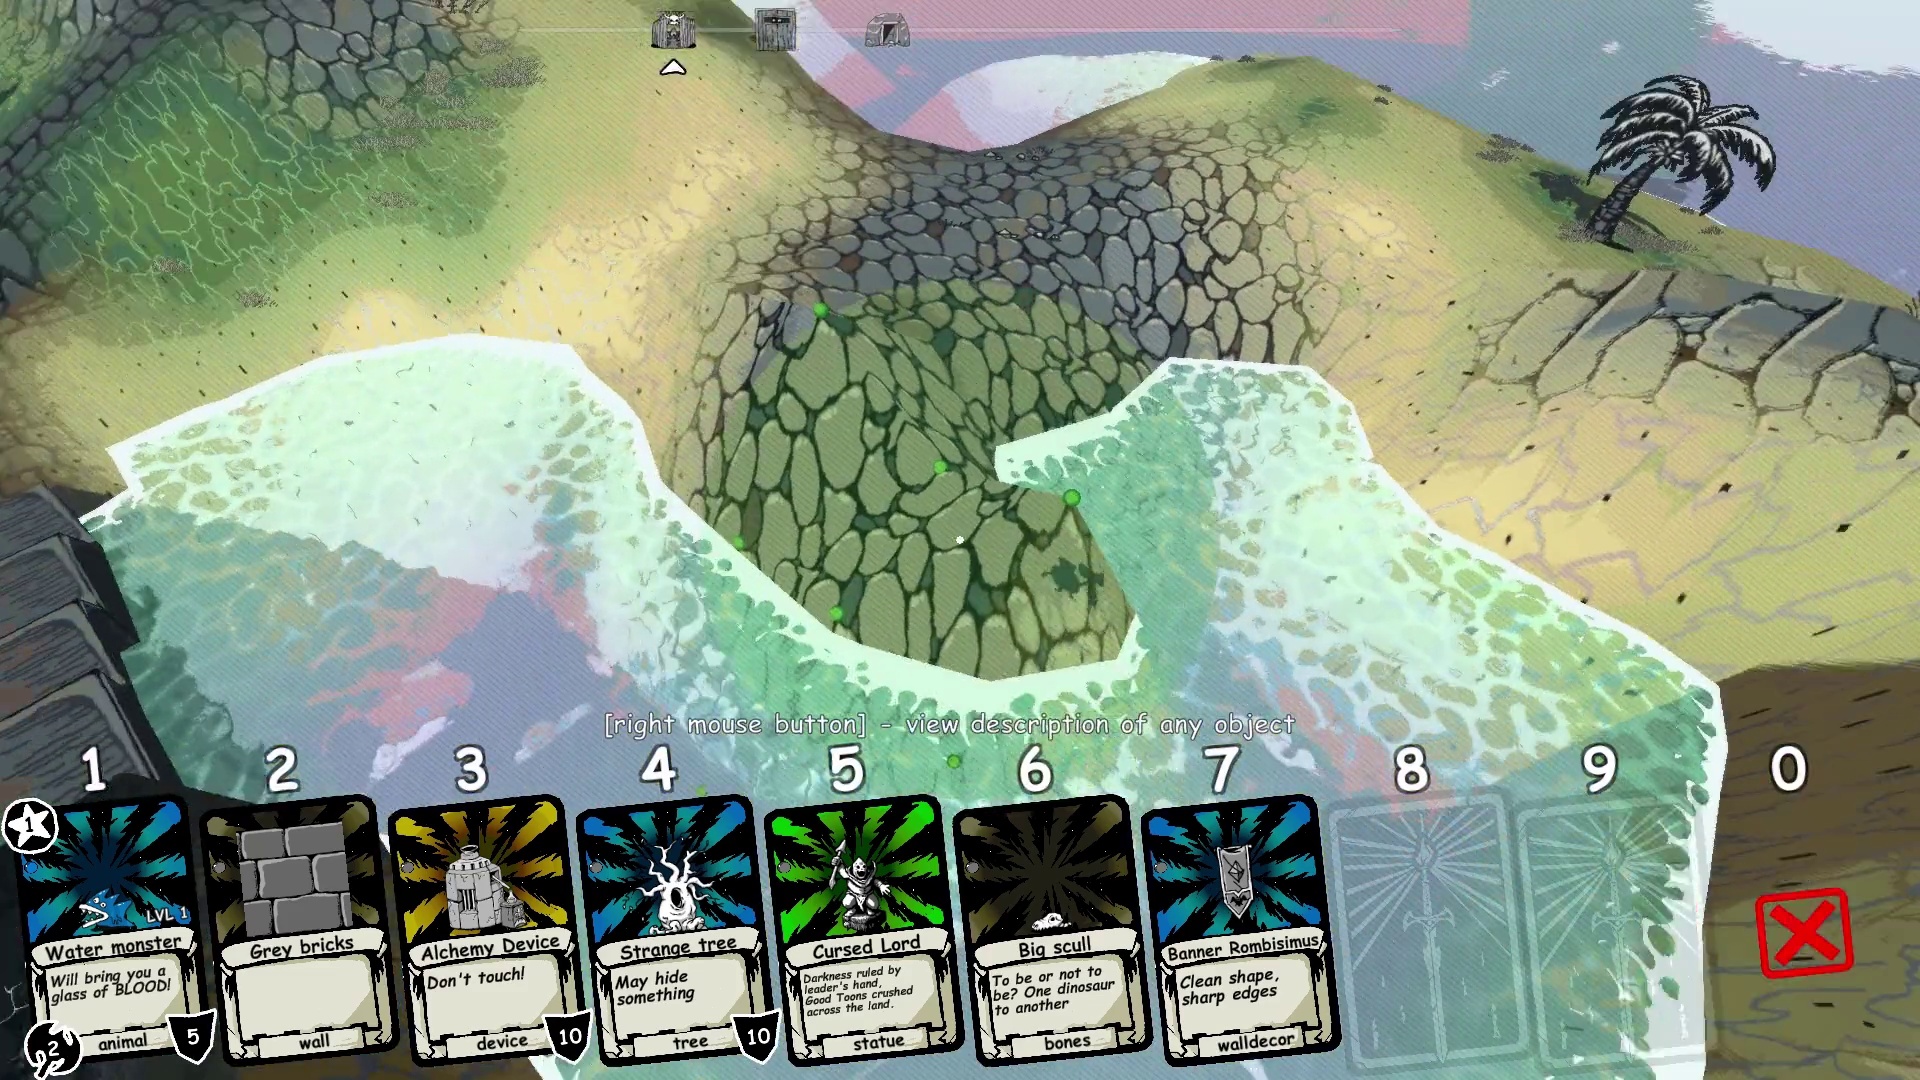 [right mouse button] - view description of any object
1 2 3 4 5 6 7 8 9 0
1
LVL 1
Water monster
Will bring you a
glass of BLOOD!
2
animal
5
Grey bricks
wall
Alchemy Device
Don't touch!
device
10
Strange tree
May hide
something
tree
10
Cursed Lord
Darkness ruled by
leader's hand,
Good Toons crushed
across the land.
statue
Big scull
To be or not to
be? One dinosaur
to another
bones
Banner Rombisimus
Clean shape,
sharp edges
walldecor